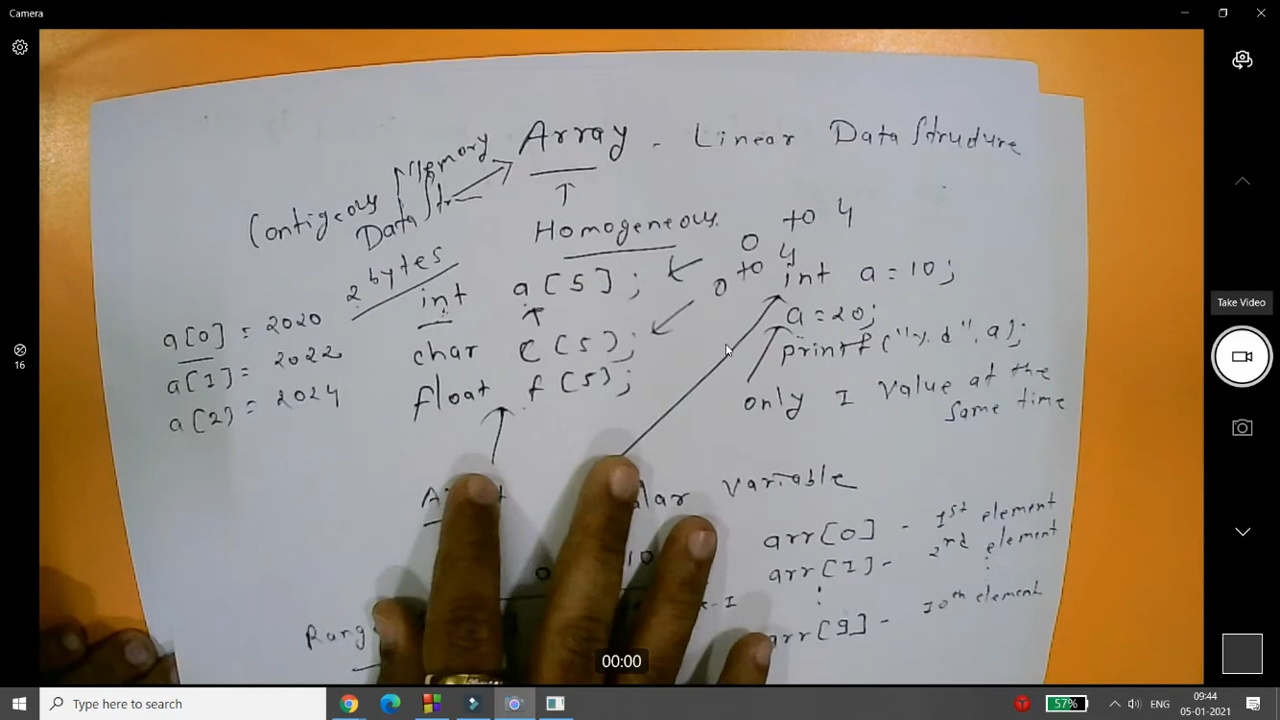 Camera
Array - Linear Data Strudure
Contigeous Memory
Data Str
Homogeneous
0 to 4
2 bytes
int a[5];
0 to 4
int a = 10;
a[0] = 2020
a = 20;
char c[5];
printf("%d", a);
a[1] = 2022
float f[5];
a[2] = 2024
only 1 value at the
same time
Variable
arr[0] - 1st element
arr[1] - 2nd element
arr[9] - 10th element
Take Video
16
00:00
Type here to search
57%
ENG
09:44
05-01-2021